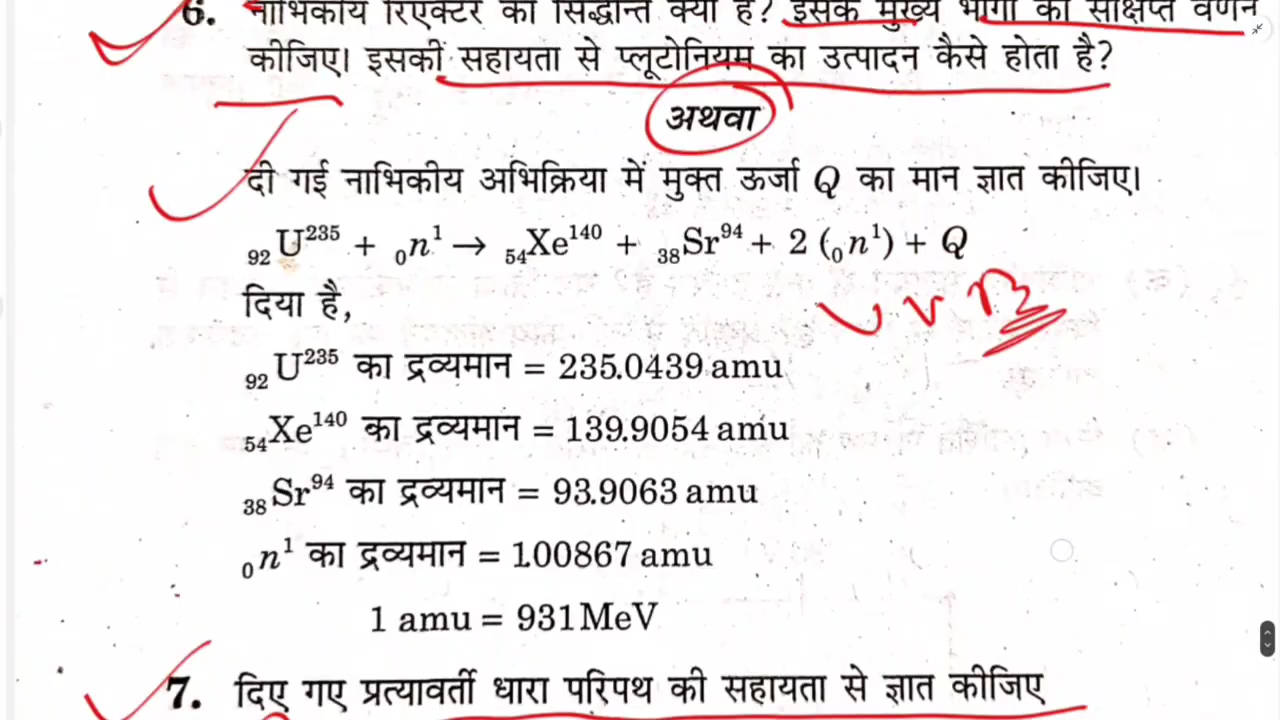 6. नाभिकीय रिएक्टर का सिद्धान्त क्या है? इसके मुख्य भागों का संक्षिप्त वर्णन
कीजिए। इसकी सहायता से प्लूटोनियम का उत्पादन कैसे होता है?
अथवा
दी गई नाभिकीय अभिक्रिया में मुक्त ऊर्जा Q का मान ज्ञात कीजिए।
₉₂U²³⁵ + ₀n¹ → ₅₄Xe¹⁴⁰ + ₃₈Sr⁹⁴ + 2 (₀n¹) + Q
दिया है,
₉₂U²³⁵ का द्रव्यमान = 235.0439 amu
₅₄Xe¹⁴⁰ का द्रव्यमान = 139.9054 amu
₃₈Sr⁹⁴ का द्रव्यमान = 93.9063 amu
₀n¹ का द्रव्यमान = 1.00867 amu
1 amu = 931 MeV
7. दिए गए प्रत्यावर्ती धारा परिपथ की सहायता से ज्ञात कीजिए